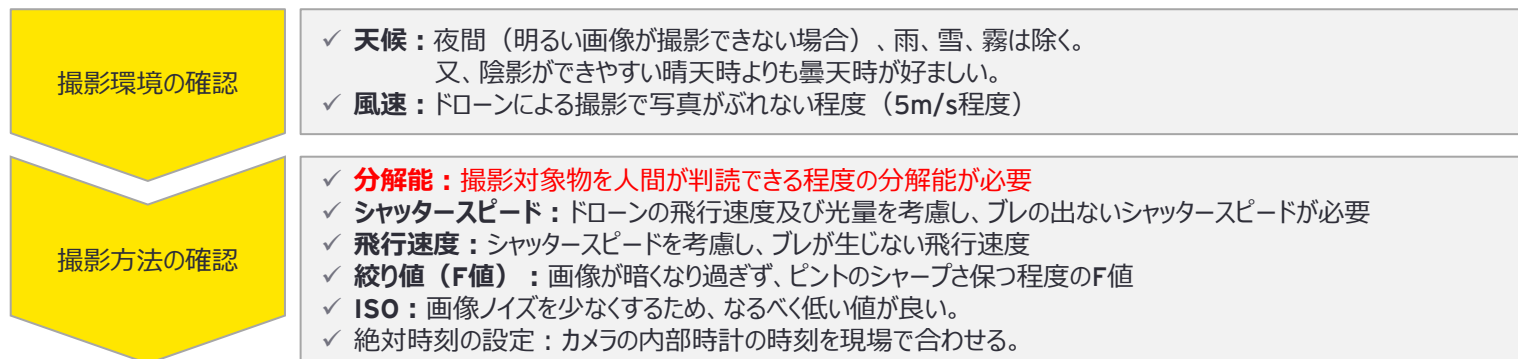 撮影環境の確認
✓ 天候：夜間（明るい画像が撮影できない場合）、雨、雪、霧は除く。
又、陰影ができやすい晴天時よりも曇天時が好ましい。
✓ 風速：ドローンによる撮影で写真がぶれない程度（5m/s程度）
撮影方法の確認
✓ 分解能：撮影対象物を人間が判読できる程度の分解能が必要
✓ シャッタースピード：ドローンの飛行速度及び光量を考慮し、ブレの出ないシャッタースピードが必要
✓ 飛行速度：シャッタースピードを考慮し、ブレが生じない飛行速度
✓ 絞り値（F値）：画像が暗くなり過ぎず、ピントのシャープさ保つ程度のF値
✓ ISO：画像ノイズを少なくするため、なるべく低い値が良い。
✓ 絶対時刻の設定：カメラの内部時計の時刻を現場で合わせる。